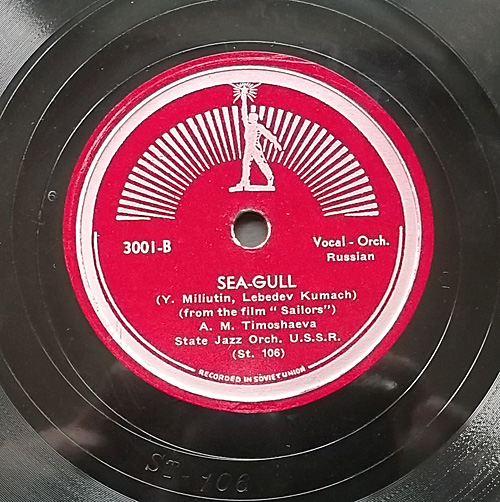 3001-B
Vocal - Orch.
Russian
SEA-GULL
(Y. Miliutin, Lebedev Kumach)
(from the film " Sailors")
A. M. Timoshaeva
State Jazz Orch. U.S.S.R.
(St. 106)
RECORDED IN SOVIET UNION
6
ST-106